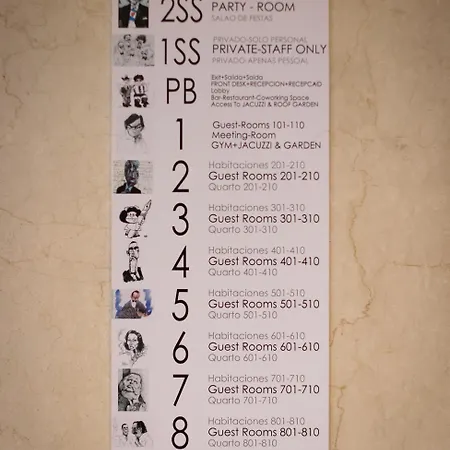 2SS
PARTY - ROOM
SALAO DE FESTAS
1SS
PRIVADO-SOLO PERSONAL
PRIVATE-STAFF ONLY
PRIVADO APENAS PESSOAL
PB
Exit+Salida+Saida
FRONT DESK+RECEPCION+RECEPCAIO
Lobby
Bar-Restaurant-Coworking Space
Access To JACUZZI & ROOF GARDEN
1
Guest-Rooms 101-110
Meeting-Room
GYM+JACUZZI & GARDEN
2
Habitaciones 201-210
Guest Rooms 201-210
Quarto 201-210
3
Habitaciones 301-310
Guest Rooms 301-310
Quarto 301-310
4
Habitaciones 401-410
Guest Rooms 401-410
Quarto 401-410
5
Habitaciones 501-510
Guest Rooms 501-510
Quarto 501-510
6
Habitaciones 601-610
Guest Rooms 601-610
Quarto 601-610
7
Habitaciones 701-710
Guest Rooms 701-710
Quarto 701-710
8
Habitaciones 801-810
Guest Rooms 801-810
Quarto 801-810